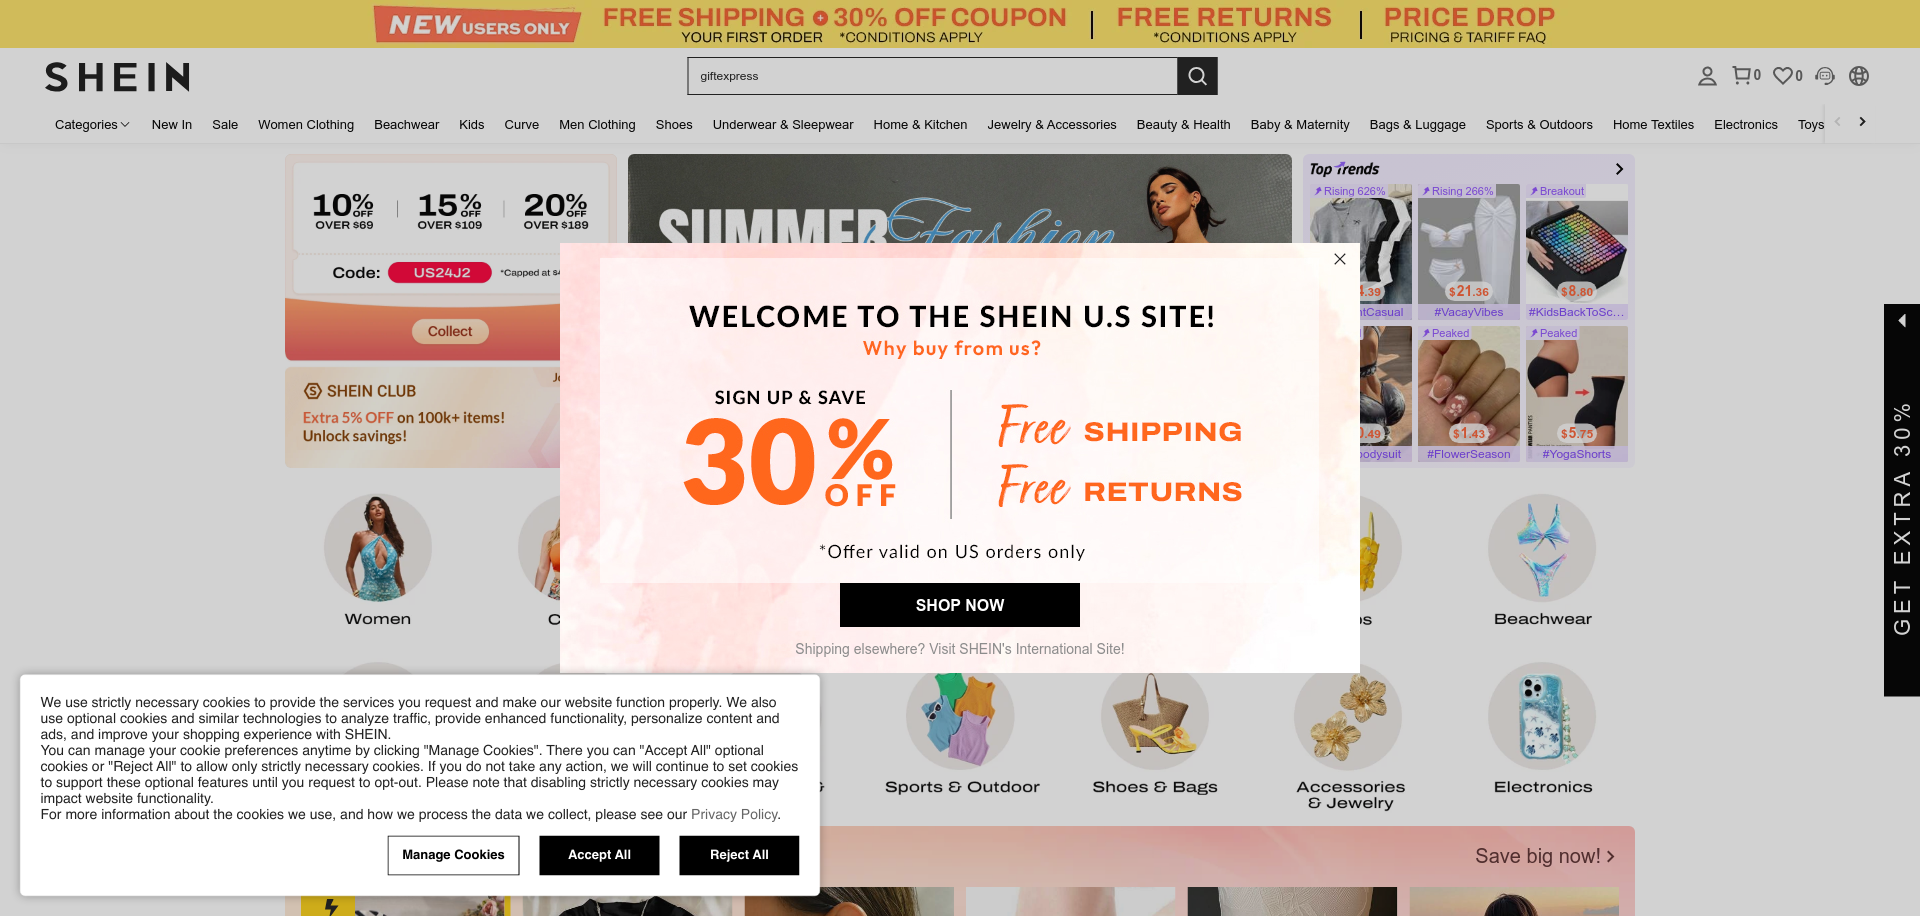 NEW USERS ONLY
FREE SHIPPING + 30% OFF COUPON
YOUR FIRST ORDER *CONDITIONS APPLY
FREE RETURNS
*CONDITIONS APPLY
PRICE DROP
PRICING & TARIFF FAQ
SHEIN
giftexpress
0
0
Categories
New In
Sale
Women Clothing
Beachwear
Kids
Curve
Men Clothing
Shoes
Underwear & Sleepwear
Home & Kitchen
Jewelry & Accessories
Beauty & Health
Baby & Maternity
Bags & Luggage
Sports & Outdoors
Home Textiles
Electronics
Toys
10% OFF
OVER $69
15% OFF
OVER $109
20% OFF
OVER $189
Code: US24J2 *Capped at
Collect
SHEIN CLUB
Extra 5% OFF on 100k+ items!
Unlock savings!
SUMMER Fashion
Top Trends
Rising 626%
Rising 266%
Breakout
.39
$21.36
$8.80
tCasual
#VacayVibes
#KidsBackToSc...
Peaked
Peaked
.49
$1.43
$5.75
odysuit
#FlowerSeason
#YogaShorts
WELCOME TO THE SHEIN U.S SITE!
Why buy from us?
SIGN UP & SAVE
30% OFF
Free SHIPPING
Free RETURNS
*Offer valid on US orders only
SHOP NOW
Shipping elsewhere? Visit SHEIN's International Site!
GET EXTRA 30%
Women
C
s
Beachwear
&
Sports & Outdoor
Shoes & Bags
Accessories
& Jewelry
Electronics
Save big now!
We use strictly necessary cookies to provide the services you request and make our website function properly. We also
use optional cookies and similar technologies to analyze traffic, provide enhanced functionality, personalize content and
ads, and improve your shopping experience with SHEIN.
You can manage your cookie preferences anytime by clicking "Manage Cookies". There you can "Accept All" optional
cookies or "Reject All" to allow only strictly necessary cookies. If you do not take any action, we will continue to set cookies
to support these optional features until you request to opt-out. Please note that disabling strictly necessary cookies may
impact website functionality.
For more information about the cookies we use, and how we process the data we collect, please see our Privacy Policy.
Manage Cookies
Accept All
Reject All